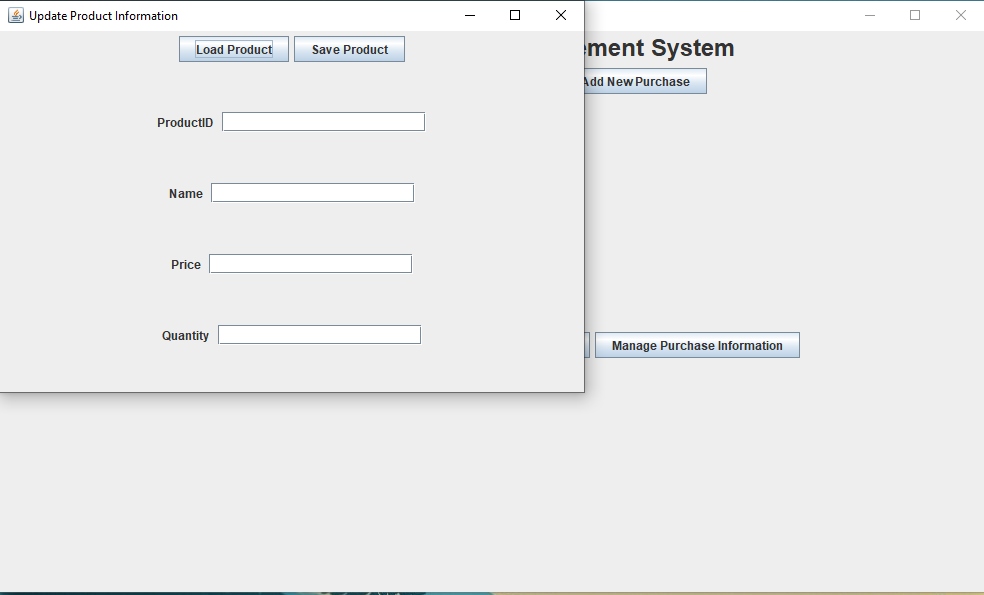 Update Product Information
Load Product Save Product
ement System
Add New Purchase
ProductID
Name
Price
Quantity
Manage Purchase Information